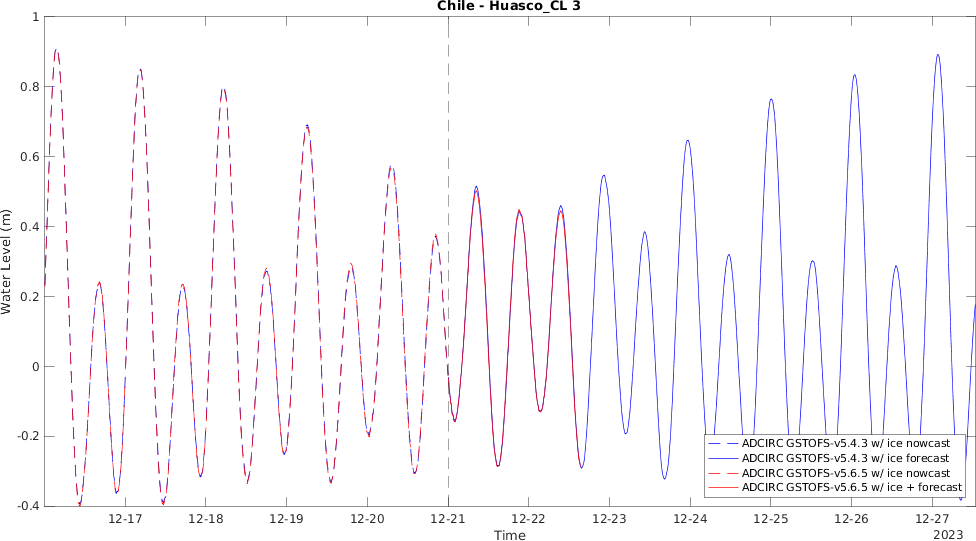 Chile - Huasco_CL 3
1
0.8
0.6
0.4
0.2
0
-0.2
-0.4
Water Level (m)
12-17 12-18 12-19 12-20 12-21 12-22 12-23 12-24 12-25 12-26 12-27
Time
2023
ADCIRC GSTOFS-v5.4.3 w/ ice nowcast
ADCIRC GSTOFS-v5.4.3 w/ ice forecast
ADCIRC GSTOFS-v5.6.5 w/ ice nowcast
ADCIRC GSTOFS-v5.6.5 w/ ice + forecast